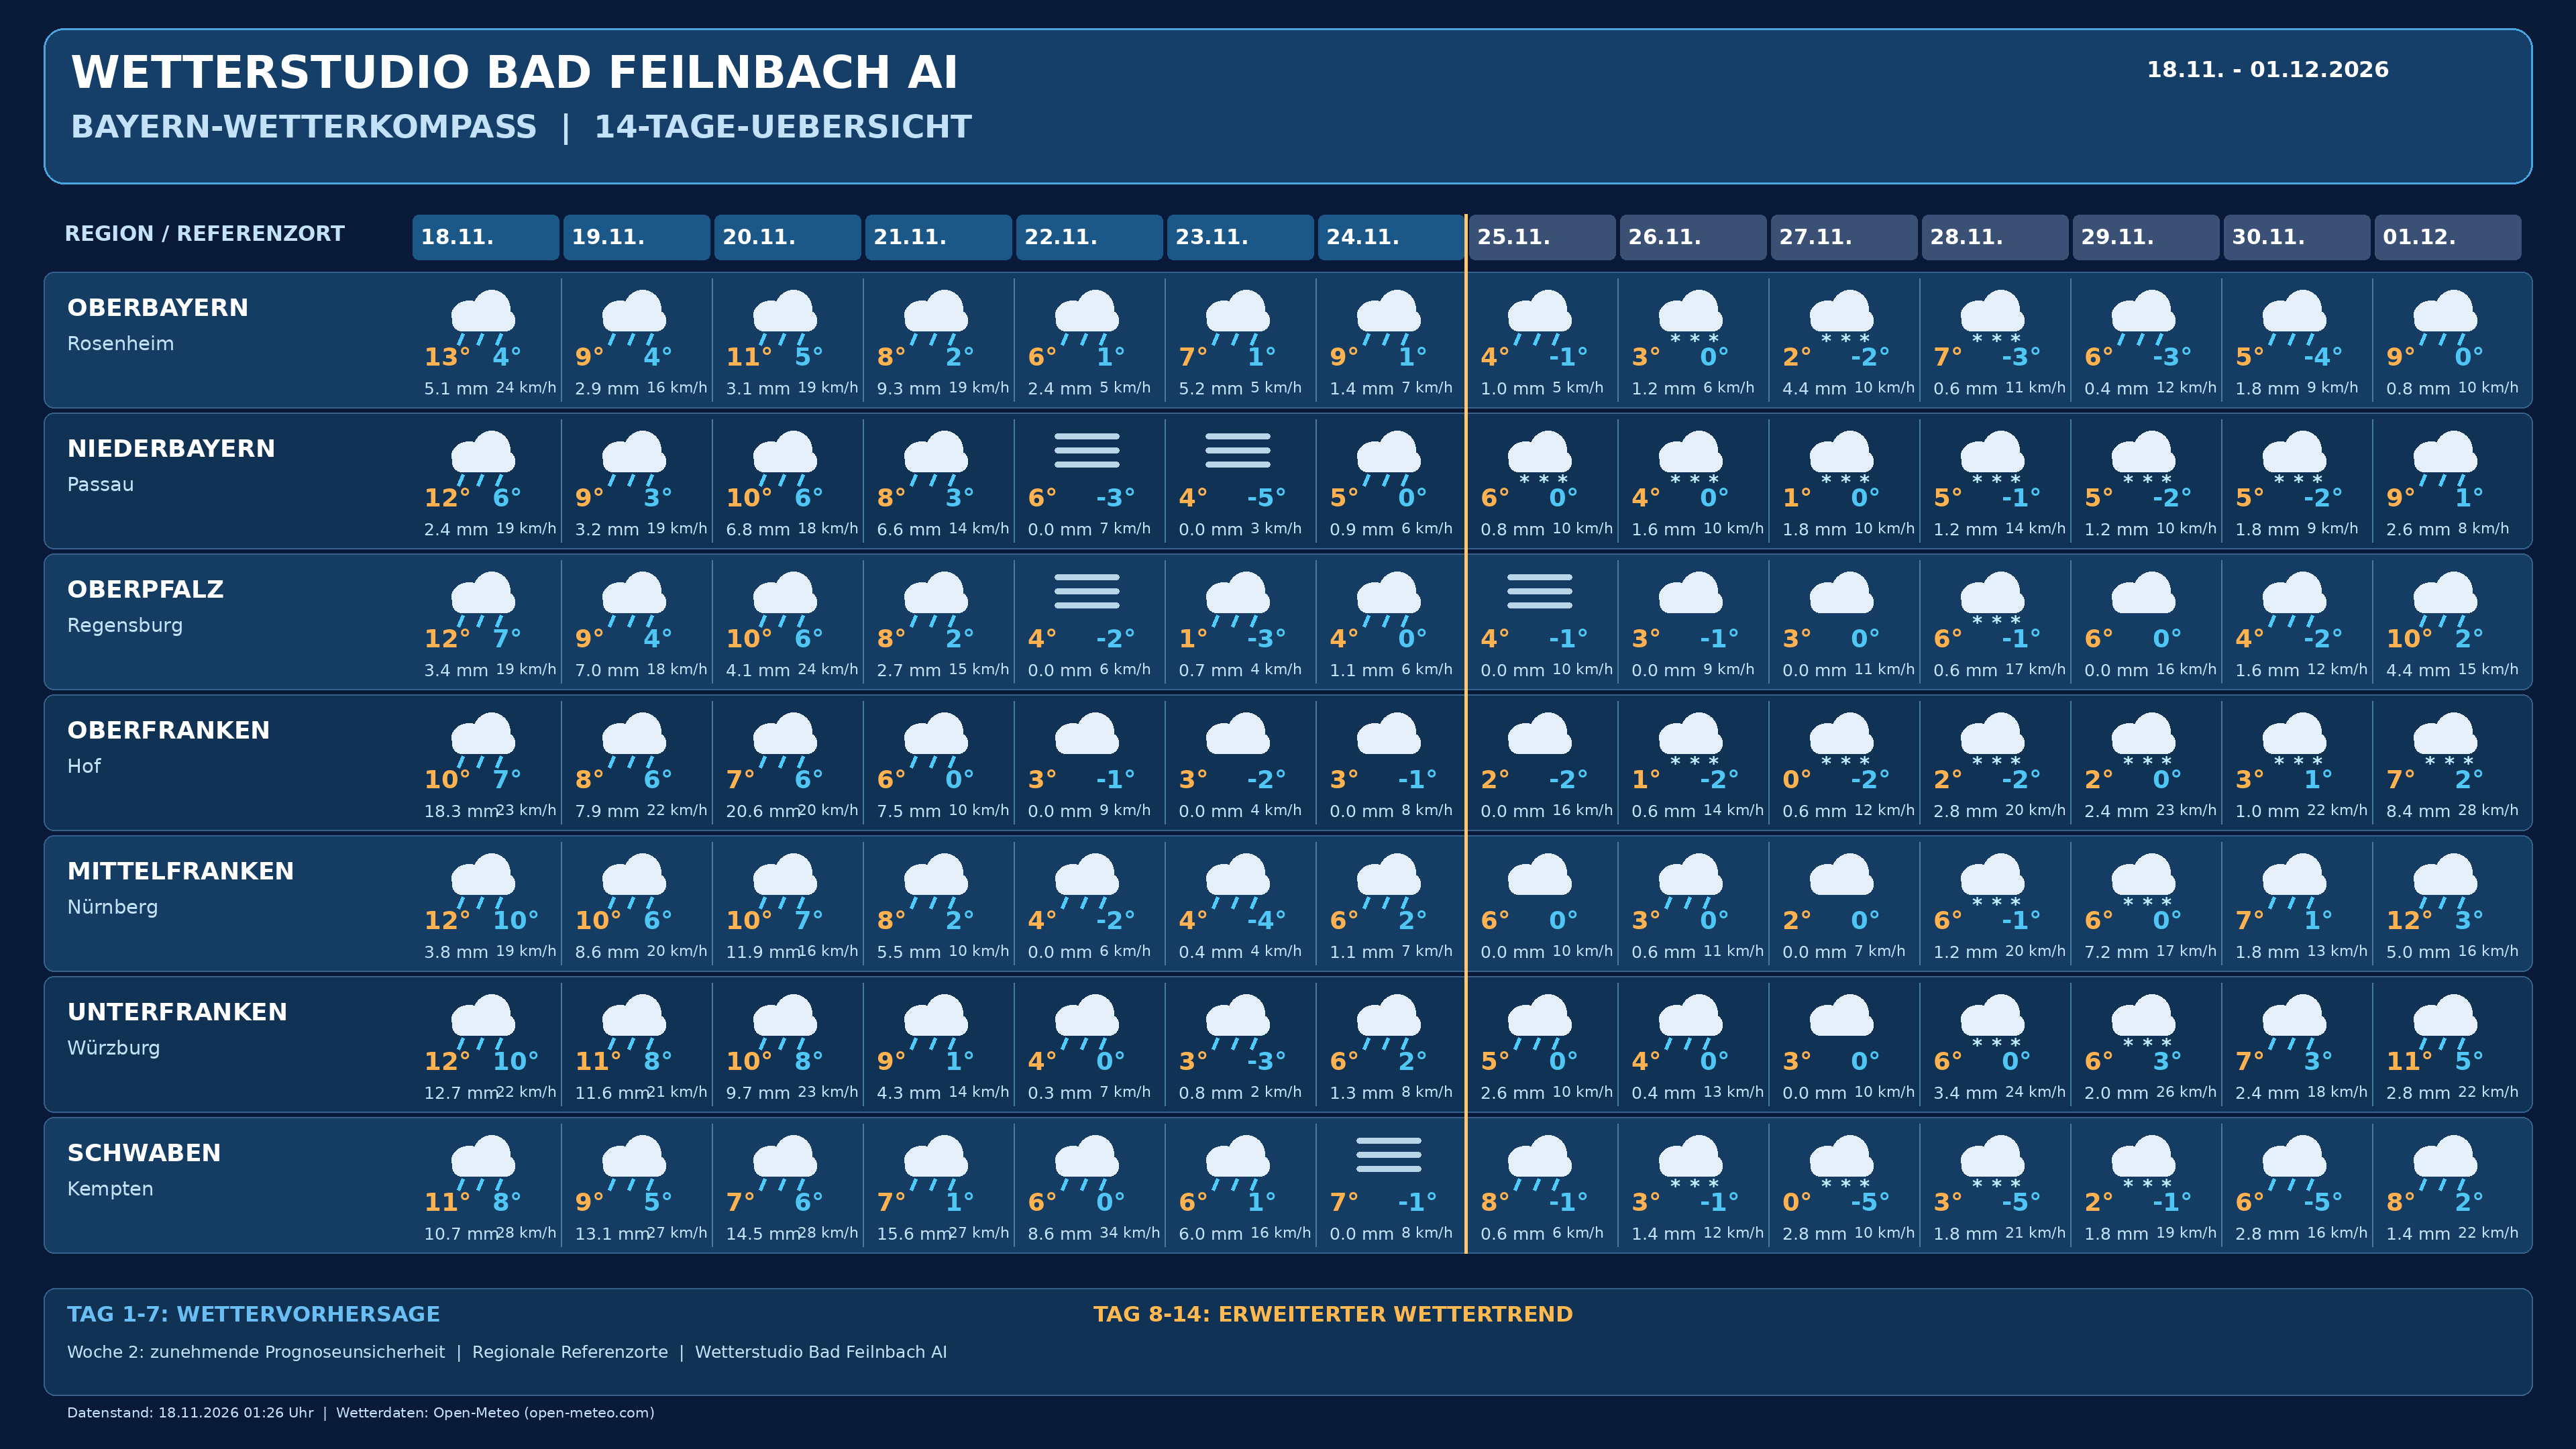 WETTERSTUDIO BAD FEILNBACH AI
18.11. - 01.12.2026
BAYERN-WETTERKOMPASS | 14-TAGE-UEBERSICHT
REGION / REFERENZORT 18.11. 19.11. 20.11. 21.11. 22.11. 23.11. 24.11. 25.11. 26.11. 27.11. 28.11. 29.11. 30.11. 01.12.
OBERBAYERN
Rosenheim
13° 4° 9° 4° 11° 5° 8° 2° 6° 1° 7° 1° 9° 1° 4° -1° 3° 0° 2° -2° 7° -3° 6° -3° 5° -4° 9° 0°
5.1 mm 24 km/h 2.9 mm 16 km/h 3.1 mm 19 km/h 9.3 mm 19 km/h 2.4 mm 5 km/h 5.2 mm 5 km/h 1.4 mm 7 km/h 1.0 mm 5 km/h 1.2 mm 6 km/h 4.4 mm 10 km/h 0.6 mm 11 km/h 0.4 mm 12 km/h 1.8 mm 9 km/h 0.8 mm 10 km/h
NIEDERBAYERN
Passau
12° 6° 9° 3° 10° 6° 8° 3° 6° -3° 4° -5° 5° 0° 6° 0° 4° 0° 1° 0° 5° -1° 5° -2° 5° -2° 9° 1°
2.4 mm 19 km/h 3.2 mm 19 km/h 6.8 mm 18 km/h 6.6 mm 14 km/h 0.0 mm 7 km/h 0.0 mm 3 km/h 0.9 mm 6 km/h 0.8 mm 10 km/h 1.6 mm 10 km/h 1.8 mm 10 km/h 1.2 mm 14 km/h 1.2 mm 10 km/h 1.8 mm 9 km/h 2.6 mm 8 km/h
OBERPFALZ
Regensburg
12° 7° 9° 4° 10° 6° 8° 2° 4° -2° 1° -3° 4° 0° 4° -1° 3° -1° 3° 0° 6° -1° 6° 0° 4° -2° 10° 2°
3.4 mm 19 km/h 7.0 mm 18 km/h 4.1 mm 24 km/h 2.7 mm 15 km/h 0.0 mm 6 km/h 0.7 mm 4 km/h 1.1 mm 6 km/h 0.0 mm 10 km/h 0.0 mm 9 km/h 0.0 mm 11 km/h 0.6 mm 17 km/h 0.0 mm 16 km/h 1.6 mm 12 km/h 4.4 mm 15 km/h
OBERFRANKEN
Hof
10° 7° 8° 6° 7° 6° 6° 0° 3° -1° 3° -2° 3° -1° 2° -2° 1° -2° 0° -2° 2° -2° 2° 0° 3° 1° 7° 2°
18.3 mm 23 km/h 7.9 mm 22 km/h 20.6 mm 20 km/h 7.5 mm 10 km/h 0.0 mm 9 km/h 0.0 mm 4 km/h 0.0 mm 8 km/h 0.0 mm 16 km/h 0.6 mm 14 km/h 0.6 mm 12 km/h 2.8 mm 20 km/h 2.4 mm 23 km/h 1.0 mm 22 km/h 8.4 mm 28 km/h
MITTELFRANKEN
Nürnberg
12° 10° 10° 6° 10° 7° 8° 2° 4° -2° 4° -4° 6° 2° 6° 0° 3° 0° 2° 0° 6° -1° 6° 0° 7° 1° 12° 3°
3.8 mm 19 km/h 8.6 mm 20 km/h 11.9 mm 16 km/h 5.5 mm 10 km/h 0.0 mm 6 km/h 0.4 mm 4 km/h 1.1 mm 7 km/h 0.0 mm 10 km/h 0.6 mm 11 km/h 0.0 mm 7 km/h 1.2 mm 20 km/h 7.2 mm 17 km/h 1.8 mm 13 km/h 5.0 mm 16 km/h
UNTERFRANKEN
Würzburg
12° 10° 11° 8° 10° 8° 9° 1° 4° 0° 3° -3° 6° 2° 5° 0° 4° 0° 3° 0° 6° 0° 6° 3° 7° 3° 11° 5°
12.7 mm 22 km/h 11.6 mm 21 km/h 9.7 mm 23 km/h 4.3 mm 14 km/h 0.3 mm 7 km/h 0.8 mm 2 km/h 1.3 mm 8 km/h 2.6 mm 10 km/h 0.4 mm 13 km/h 0.0 mm 10 km/h 3.4 mm 24 km/h 2.0 mm 26 km/h 2.4 mm 18 km/h 2.8 mm 22 km/h
SCHWABEN
Kempten
11° 8° 9° 5° 7° 6° 7° 1° 6° 0° 6° 1° 7° -1° 8° -1° 3° -1° 0° -5° 3° -5° 2° -1° 6° -5° 8° 2°
10.7 mm 28 km/h 13.1 mm 27 km/h 14.5 mm 28 km/h 15.6 mm 27 km/h 8.6 mm 34 km/h 6.0 mm 16 km/h 0.0 mm 8 km/h 0.6 mm 6 km/h 1.4 mm 12 km/h 2.8 mm 10 km/h 1.8 mm 21 km/h 1.8 mm 19 km/h 2.8 mm 16 km/h 1.4 mm 22 km/h
TAG 1-7: WETTERVORHERSAGE TAG 8-14: ERWEITERTER WETTERTREND
Woche 2: zunehmende Prognoseunsicherheit | Regionale Referenzorte | Wetterstudio Bad Feilnbach AI
Datenstand: 18.11.2026 01:26 Uhr | Wetterdaten: Open-Meteo (open-meteo.com)